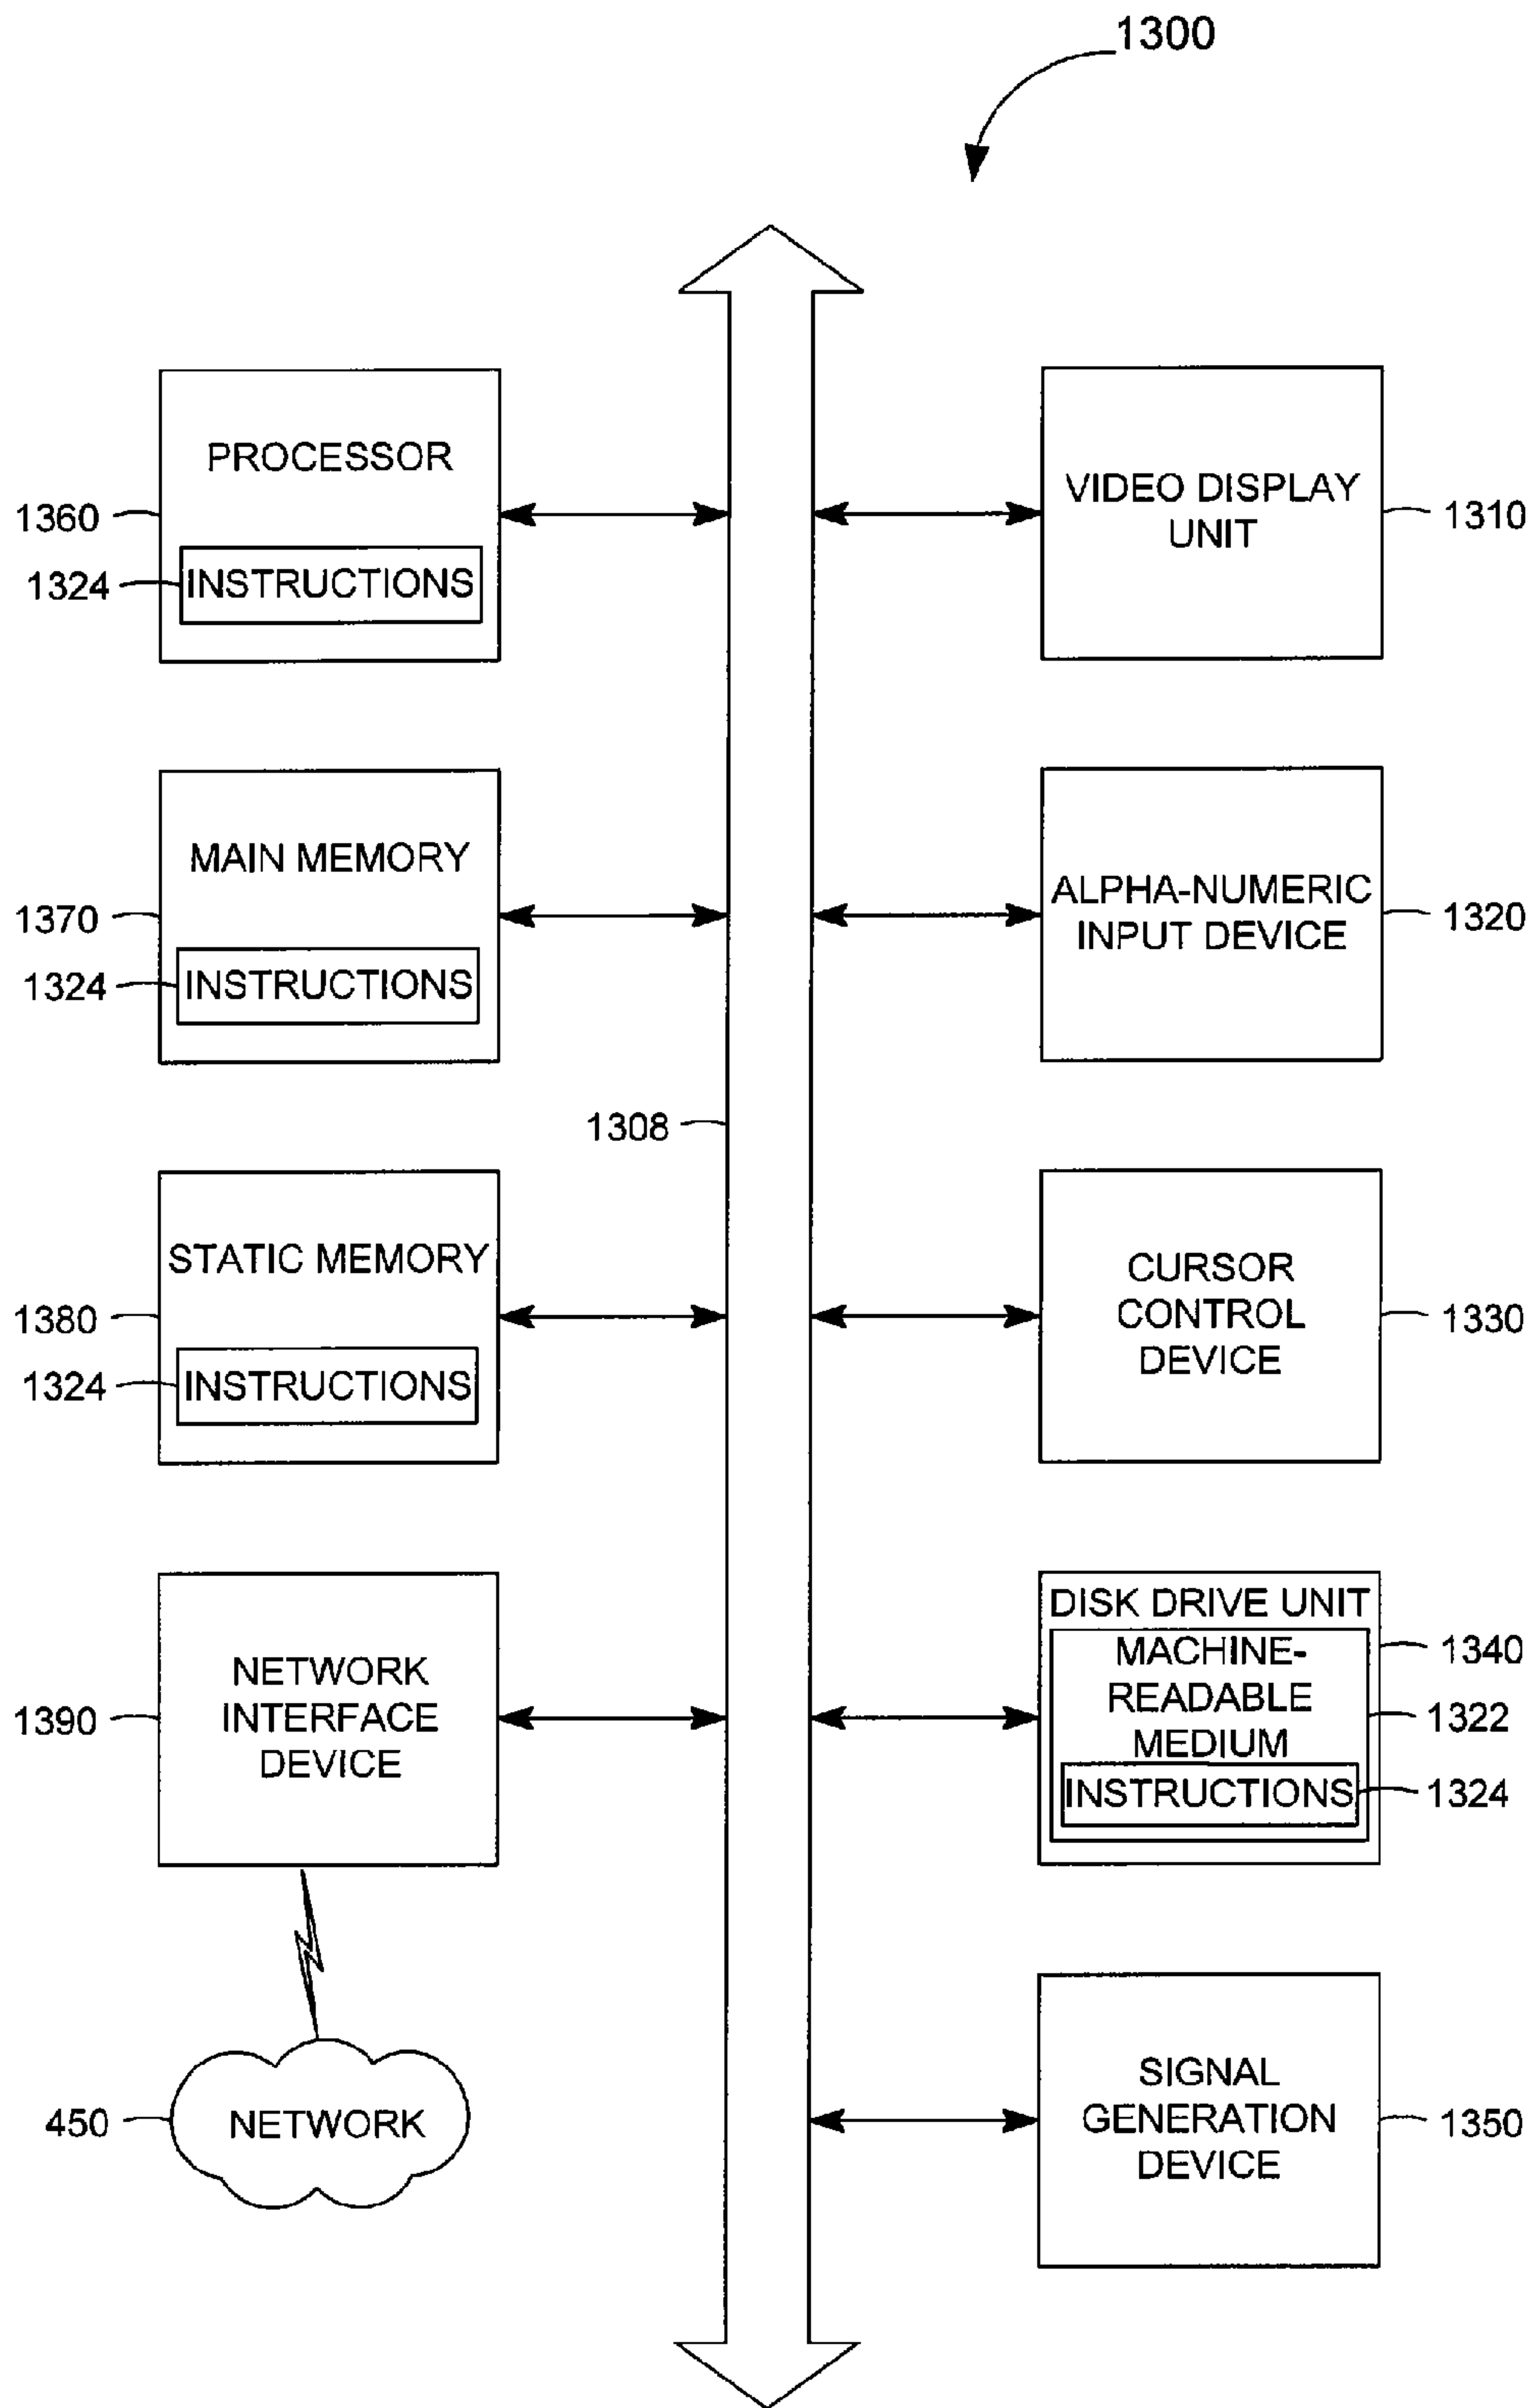 1300
PROCESSOR
1360
1324
INSTRUCTIONS
VIDEO DISPLAY
UNIT
1310
MAIN MEMORY
1370
1324
INSTRUCTIONS
ALPHA-NUMERIC
INPUT DEVICE
1320
1308
STATIC MEMORY
1380
1324
INSTRUCTIONS
CURSOR
CONTROL
DEVICE
1330
NETWORK
INTERFACE
DEVICE
1390
DISK DRIVE UNIT
1340
MACHINE-
READABLE
MEDIUM
1322
INSTRUCTIONS
1324
450
NETWORK
SIGNAL
GENERATION
DEVICE
1350